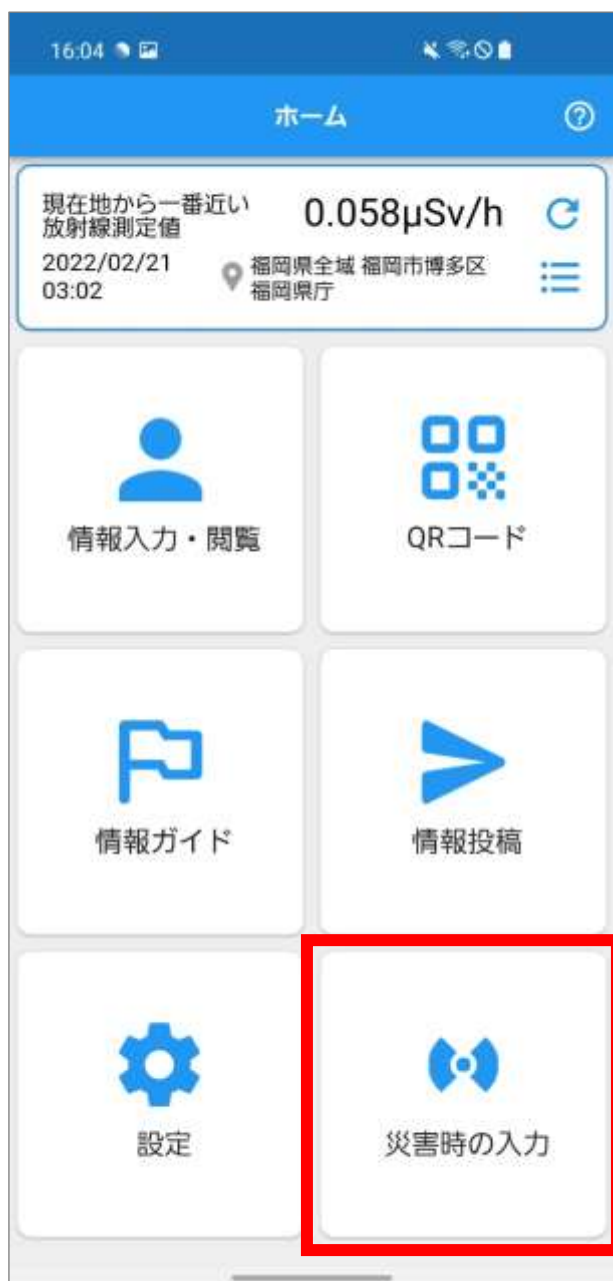 16:04
ホーム
現在地から一番近い
放射線測定値
0.058μSv/h
2022/02/21
03:02
福岡県全域 福岡市博多区
福岡県庁
情報入力・閲覧
QRコード
情報ガイド
情報投稿
設定
災害時の入力